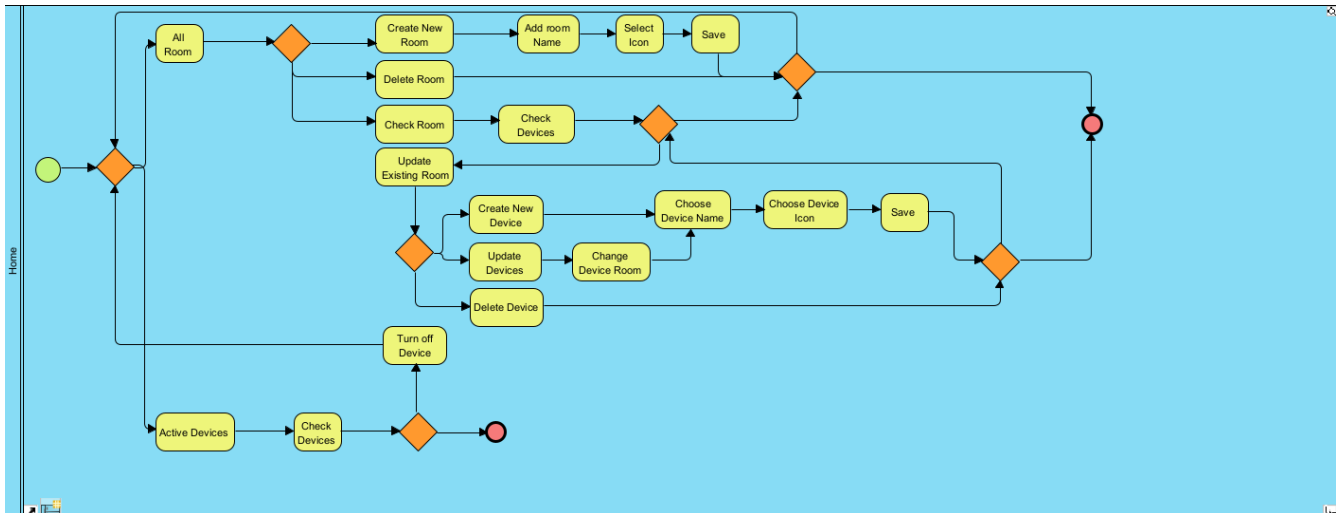 Home
All
Room
Create New
Room
Add room
Name
Select
Icon
Save
Delete Room
Check Room
Check
Devices
Update
Existing Room
Create New
Device
Choose
Device Name
Choose Device
Icon
Save
Update
Devices
Change
Device Room
Delete Device
Turn off
Device
Active Devices
Check
Devices